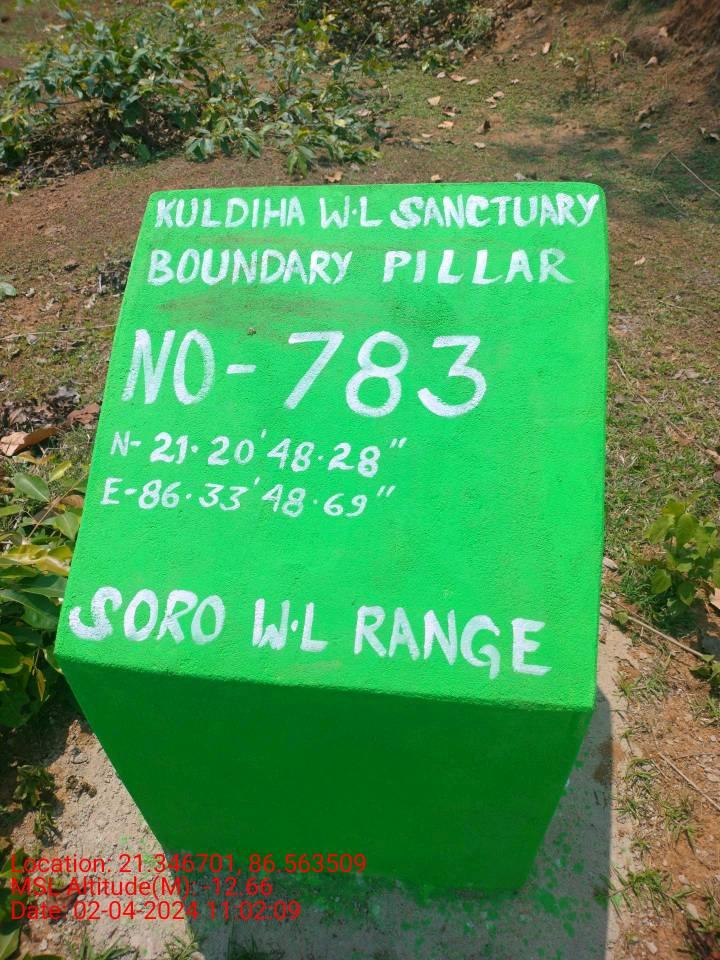 KULDIHA W.L SANCTUARY
BOUNDARY PILLAR
NO-783
N-21.20'48.28"
E-86.33'48.69"
SORO W.L RANGE
Location: 21.346701, 86.563509
MSL Altitude(M): -12.66
Date: 02-04-2024 11:02:09